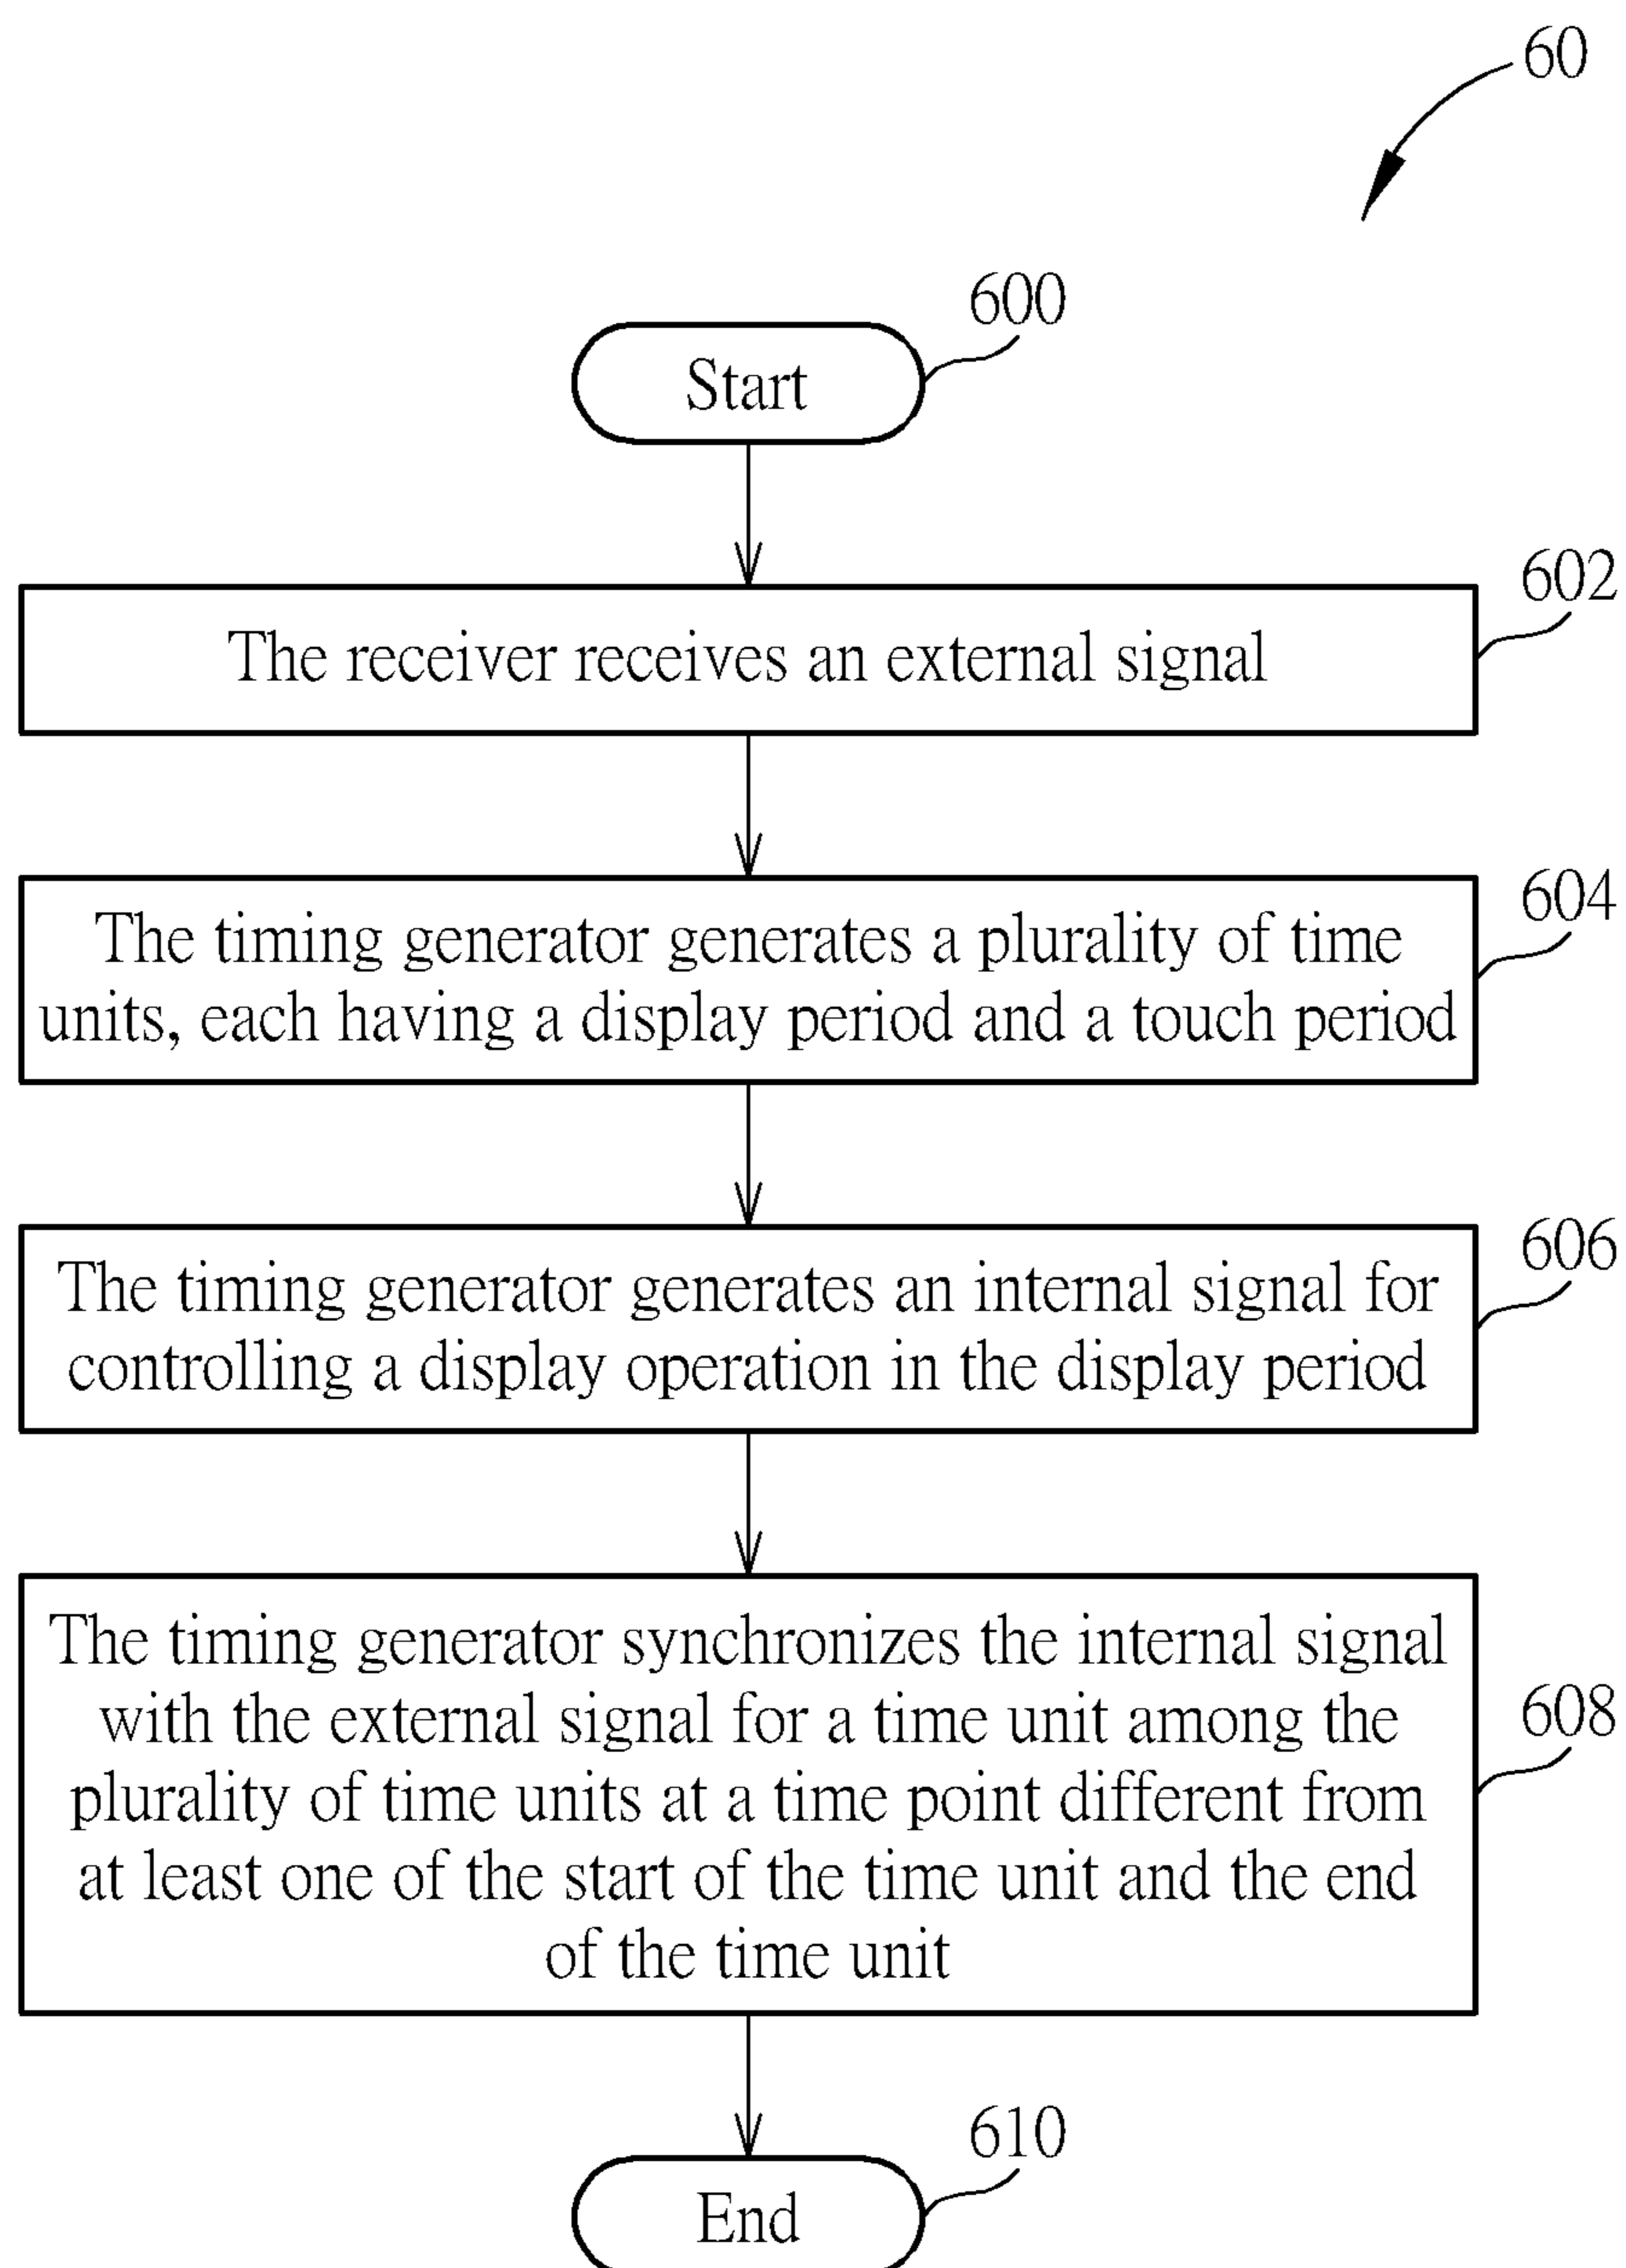 60
600
Start
602
The receiver receives an external signal
604
The timing generator generates a plurality of time
units, each having a display period and a touch period
606
The timing generator generates an internal signal for
controlling a display operation in the display period
The timing generator synchronizes the internal signal
with the external signal for a time unit among the
608
plurality of time units at a time point different from
at least one of the start of the time unit and the end
of the time unit
610
End